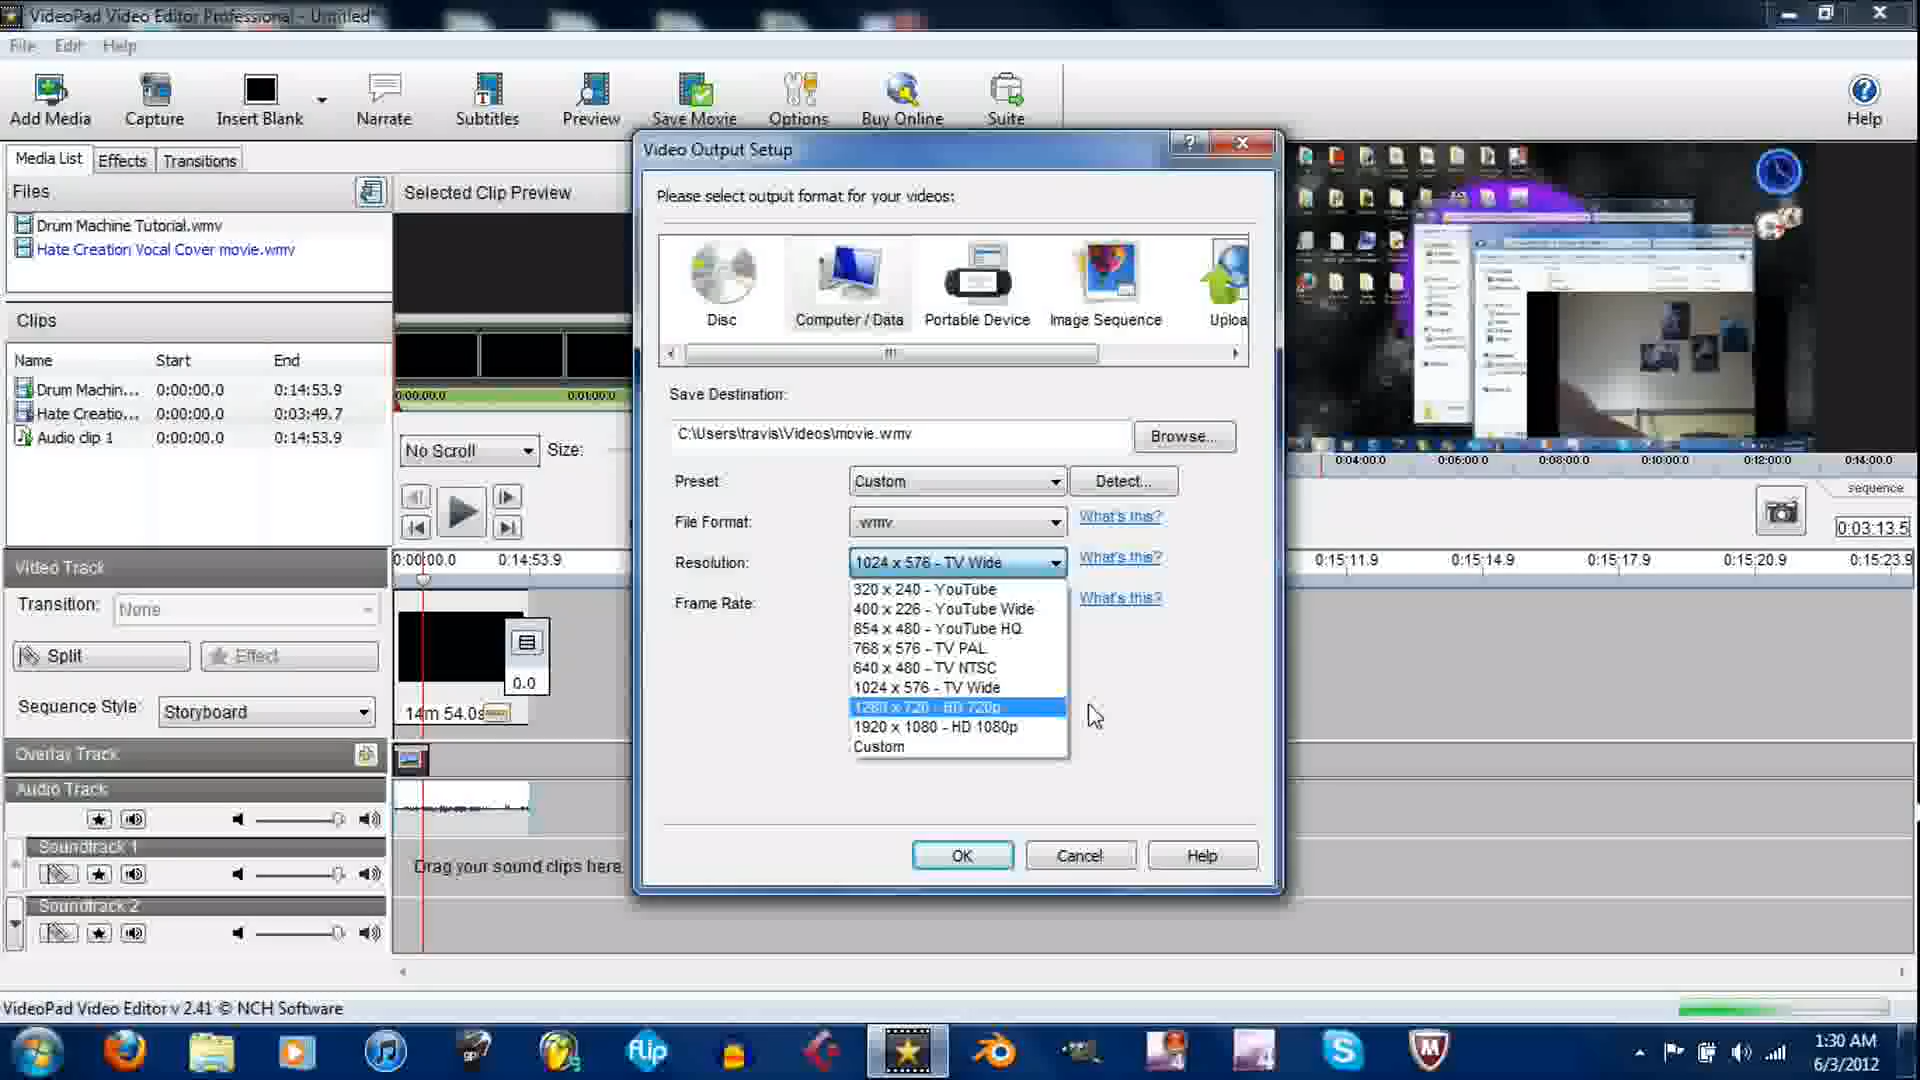 VideoPad Video Editor Professional - Untitled*
File Edit Help
Add Media Capture Insert Blank Narrate Subtitles Preview Save Movie Options Buy Online Suite Help
Media List Effects Transitions
Files
Drum Machine Tutorial.wmv
Hate Creation Vocal Cover movie.wmv
Clips
Name Start End
Drum Machin... 0:00:00.0 0:14:53.9
Hate Creatio... 0:00:00.0 0:03:49.7
Audio clip 1 0:00:00.0 0:14:53.9
Selected Clip Preview
0:00:00.0 0:01:00.0
No Scroll Size:
Video Output Setup
Please select output format for your videos:
Disc Computer / Data Portable Device Image Sequence Uploa
Save Destination:
C:\Users\travis\Videos\movie.wmv Browse...
Preset: Custom Detect...
File Format: .wmv What's this?
Resolution: 1024 x 576 - TV Wide What's this?
Frame Rate: What's this?
320 x 240 - YouTube
400 x 226 - YouTube Wide
854 x 480 - YouTube HQ
768 x 576 - TV PAL
640 x 480 - TV NTSC
1024 x 576 - TV Wide
1280 x 720 - HD 720p
1920 x 1080 - HD 1080p
Custom
OK Cancel Help
0:04:00.0 0:06:00.0 0:08:00.0 0:10:00.0 0:12:00.0 0:14:00.0
sequence
0:03:13.5
Video Track 0:00:00.0 0:14:53.9 0:15:11.9 0:15:14.9 0:15:17.9 0:15:20.9 0:15:23.9
Transition: None
Split Effect
0.0
Sequence Style: Storyboard
14m 54.0s
Overlay Track
Audio Track
Soundtrack 1
Drag your sound clips here.
Soundtrack 2
VideoPad Video Editor v 2.41 © NCH Software
flip
1:30 AM
6/3/2012